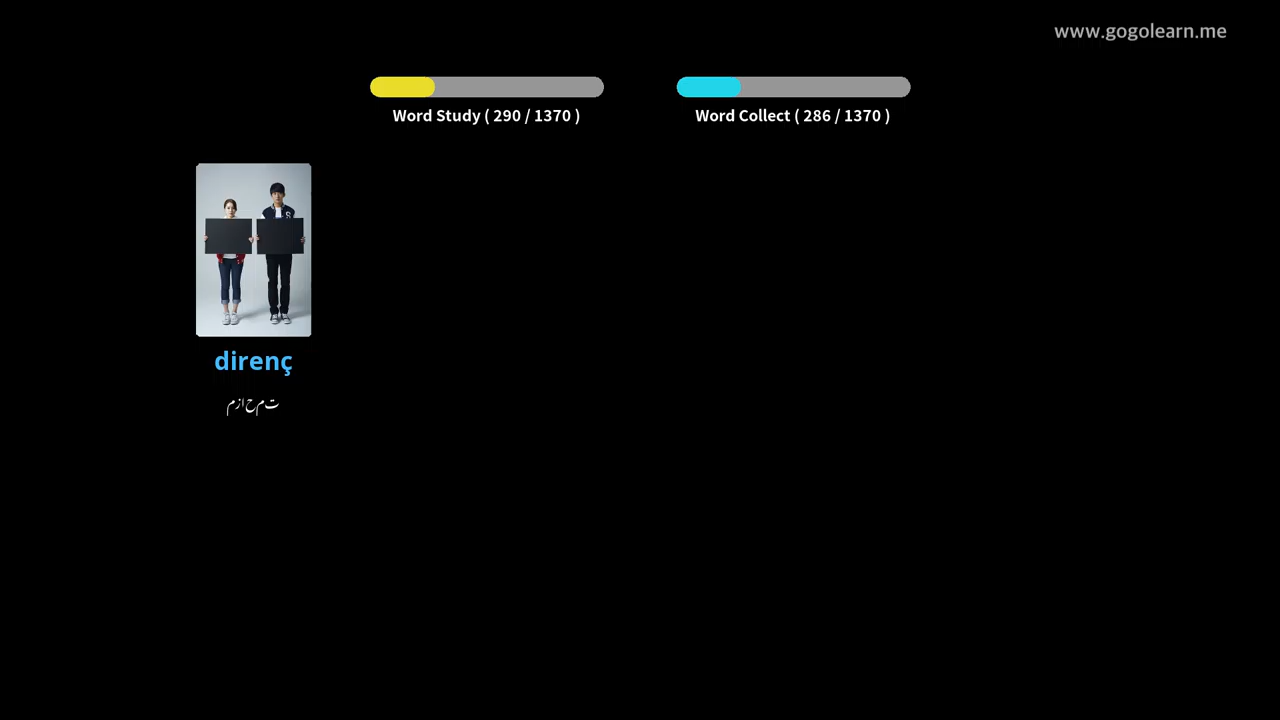 www.gogolearn.me
Word Study ( 290 / 1370 )
Word Collect ( 286 / 1370 )
direnç
مزاحمت